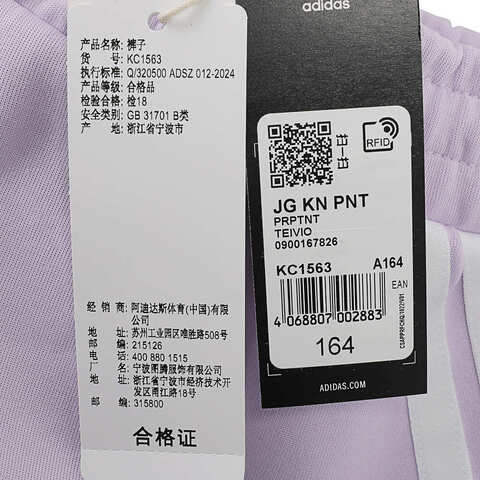 产品名称: 裤子
货 号: KC1563
执行标准: Q/320500 ADSZ 012-2024
产品等级: 合格品
检验合格: 检18
安全类别: GB 31701 B类
产 地: 浙江省宁波市
经 销 商: 阿迪达斯体育(中国)有限公司
地 址: 苏州工业园区唯胜路508号
邮 编: 215126
电 话: 400 880 1515
厂 名: 宁波图腾服饰有限公司
地 址: 浙江省宁波市经济技术开
发区甬江路18号
邮 编: 315800
合格证
adidas
RFID
JG KN PNT
PRPTNT
TEIVIO
0900167826
KC1563 A164
EAN
4 068807 002883
164
ADIDAS.COM